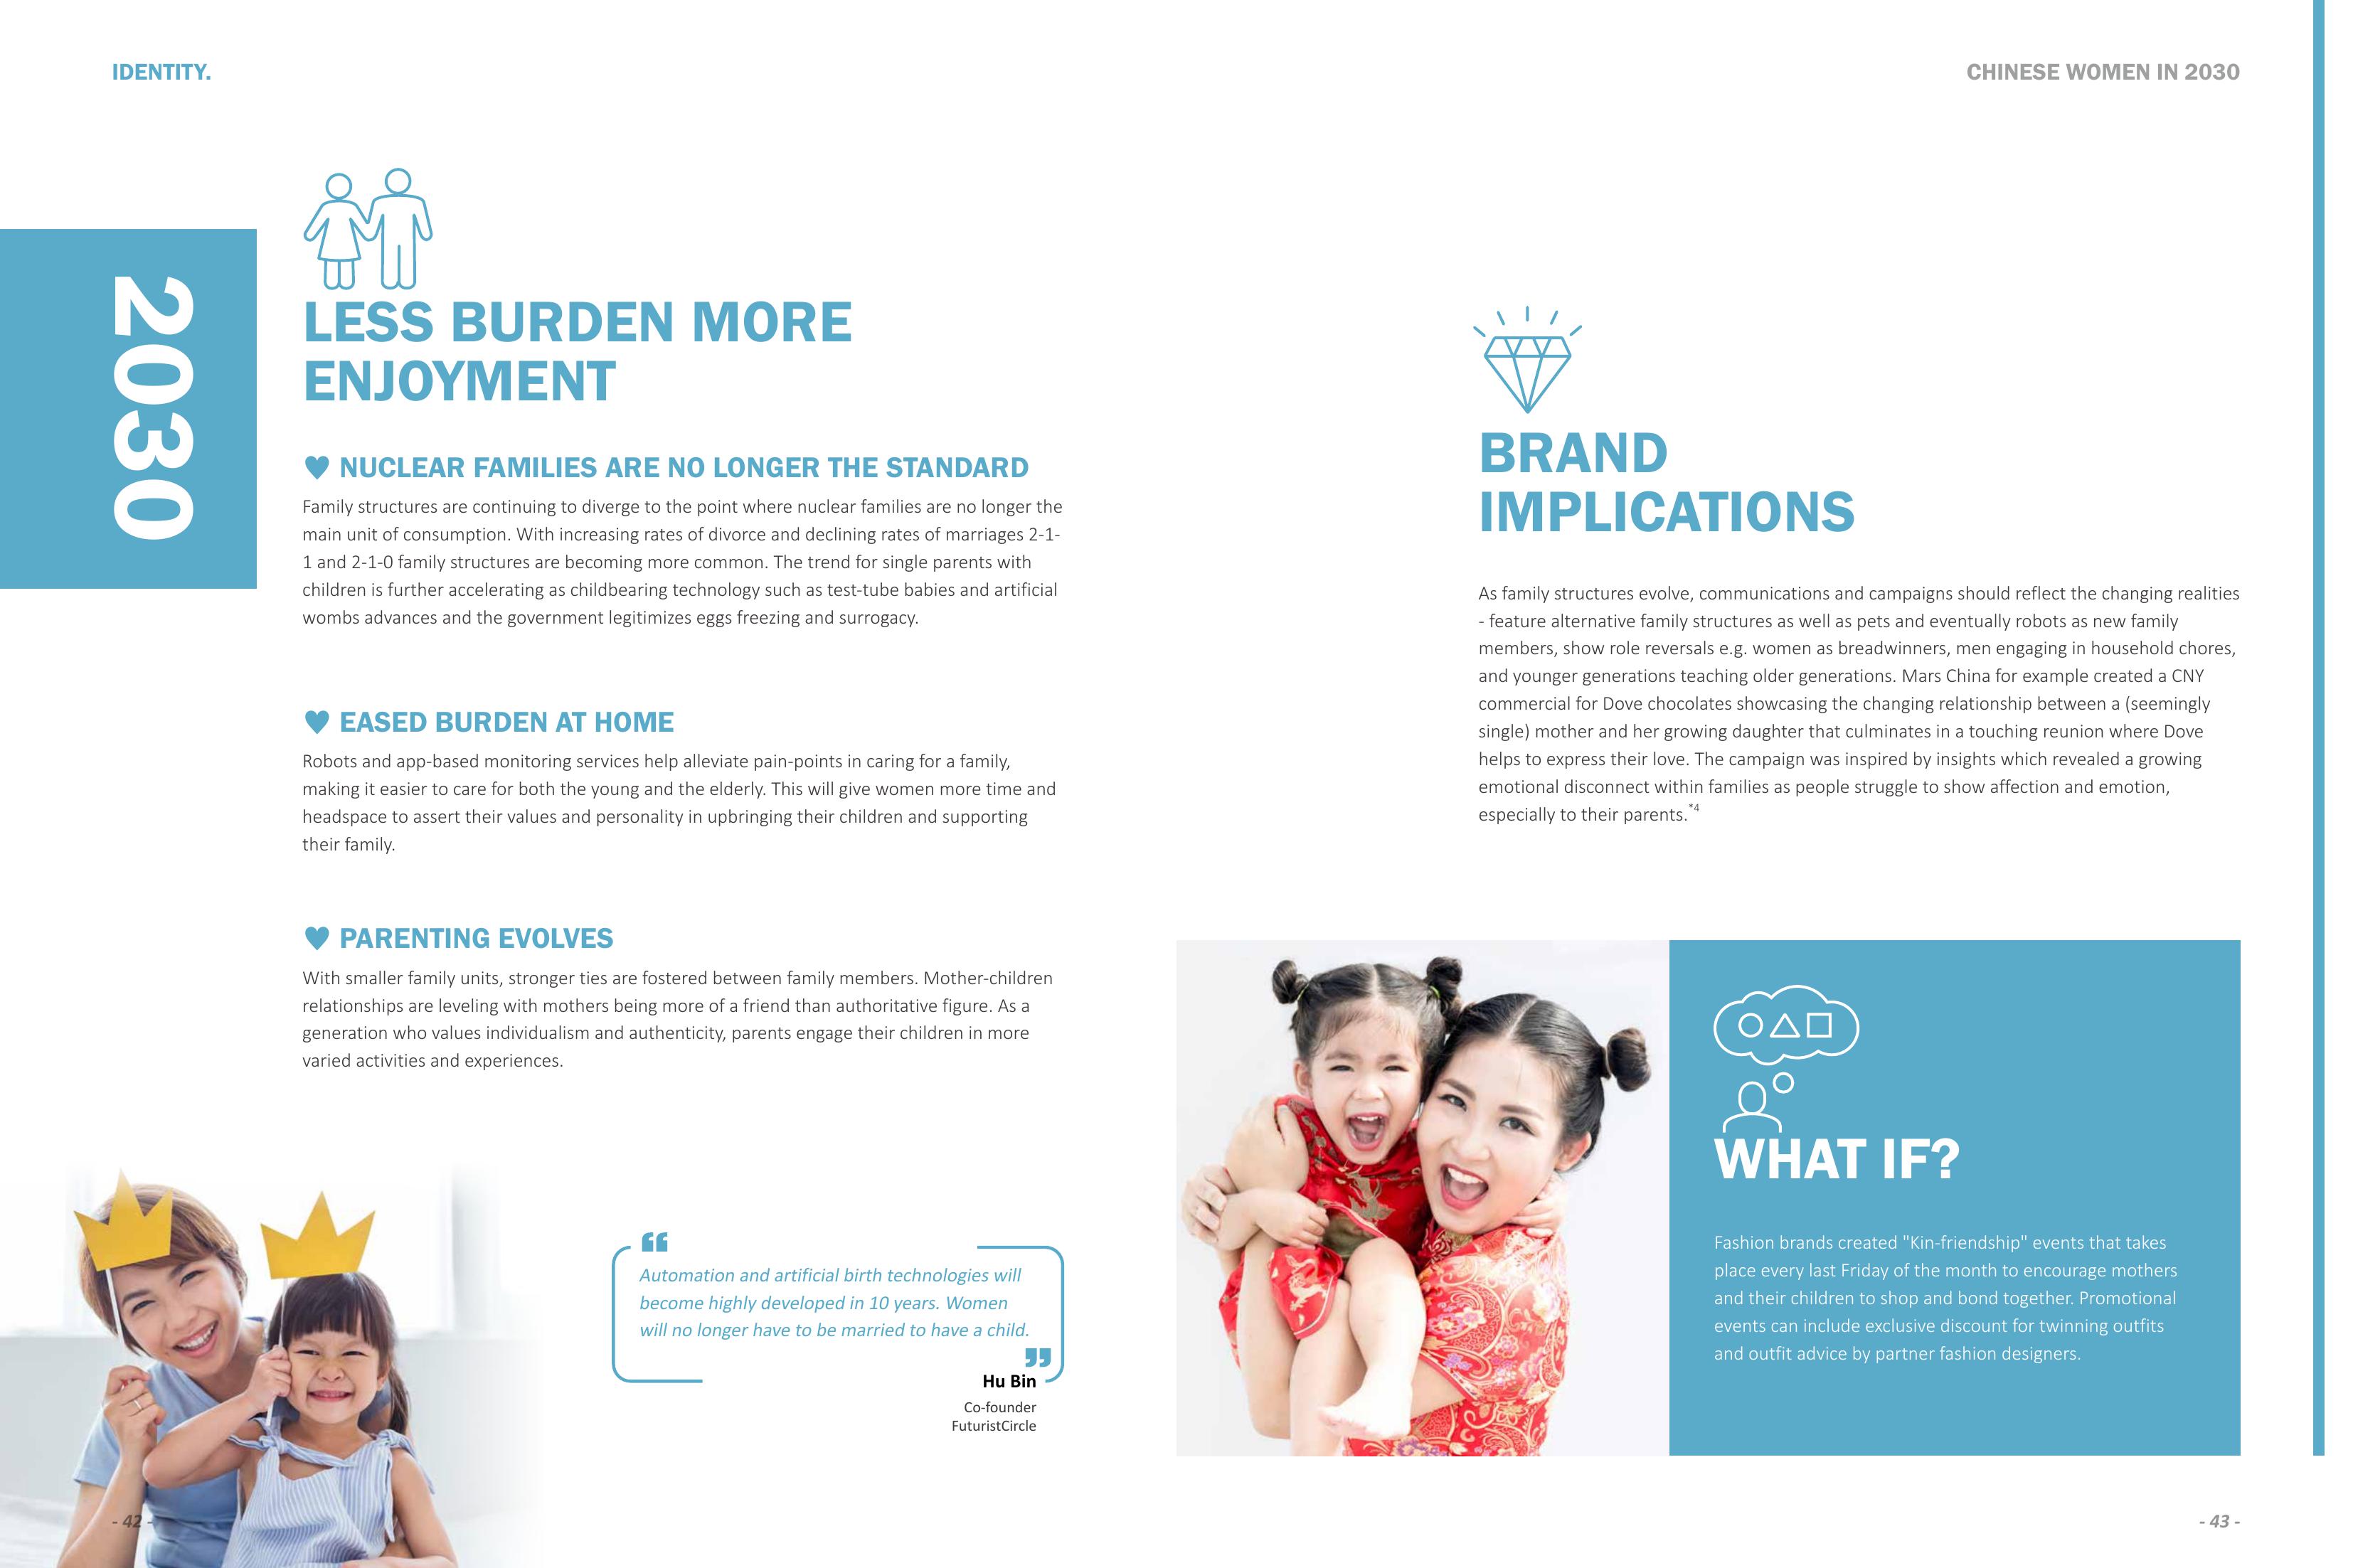 IDENTITY.
CHINESE WOMEN IN 2030
2030
LESS BURDEN MORE
ENJOYMENT
NUCLEAR FAMILIES ARE NO LONGER THE STANDARD
Family structures are continuing to diverge to the point where nuclear families are no longer the
main unit of consumption. With increasing rates of divorce and declining rates of marriages 2-1-
1 and 2-1-0 family structures are becoming more common. The trend for single parents with
children is further accelerating as childbearing technology such as test-tube babies and artificial
wombs advances and the government legitimizes eggs freezing and surrogacy.
EASED BURDEN AT HOME
Robots and app-based monitoring services help alleviate pain-points in caring for a family,
making it easier to care for both the young and the elderly. This will give women more time and
headspace to assert their values and personality in upbringing their children and supporting
their family.
PARENTING EVOLVES
With smaller family units, stronger ties are fostered between family members. Mother-children
relationships are leveling with mothers being more of a friend than authoritative figure. As a
generation who values individualism and authenticity, parents engage their children in more
varied activities and experiences.
“
Automation and artificial birth technologies will
become highly developed in 10 years. Women
will no longer have to be married to have a child.
”
Hu Bin
Co-founder
FuturistCircle
- 42 -
BRAND
IMPLICATIONS
As family structures evolve, communications and campaigns should reflect the changing realities
- feature alternative family structures as well as pets and eventually robots as new family
members, show role reversals e.g. women as breadwinners, men engaging in household chores,
and younger generations teaching older generations. Mars China for example created a CNY
commercial for Dove chocolates showcasing the changing relationship between a (seemingly
single) mother and her growing daughter that culminates in a touching reunion where Dove
helps to express their love. The campaign was inspired by insights which revealed a growing
emotional disconnect within families as people struggle to show affection and emotion,
especially to their parents.*4
WHAT IF?
Fashion brands created "Kin-friendship" events that takes
place every last Friday of the month to encourage mothers
and their children to shop and bond together. Promotional
events can include exclusive discount for twinning outfits
and outfit advice by partner fashion designers.
- 43 -